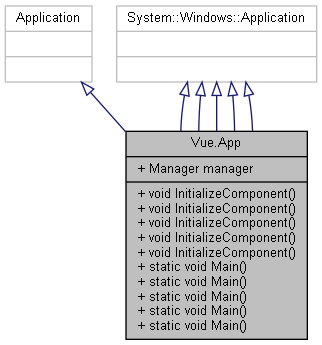 Application
System::Windows::Application
Vue.App
+ Manager manager
+ void InitializeComponent()
+ void InitializeComponent()
+ void InitializeComponent()
+ void InitializeComponent()
+ void InitializeComponent()
+ static void Main()
+ static void Main()
+ static void Main()
+ static void Main()
+ static void Main()